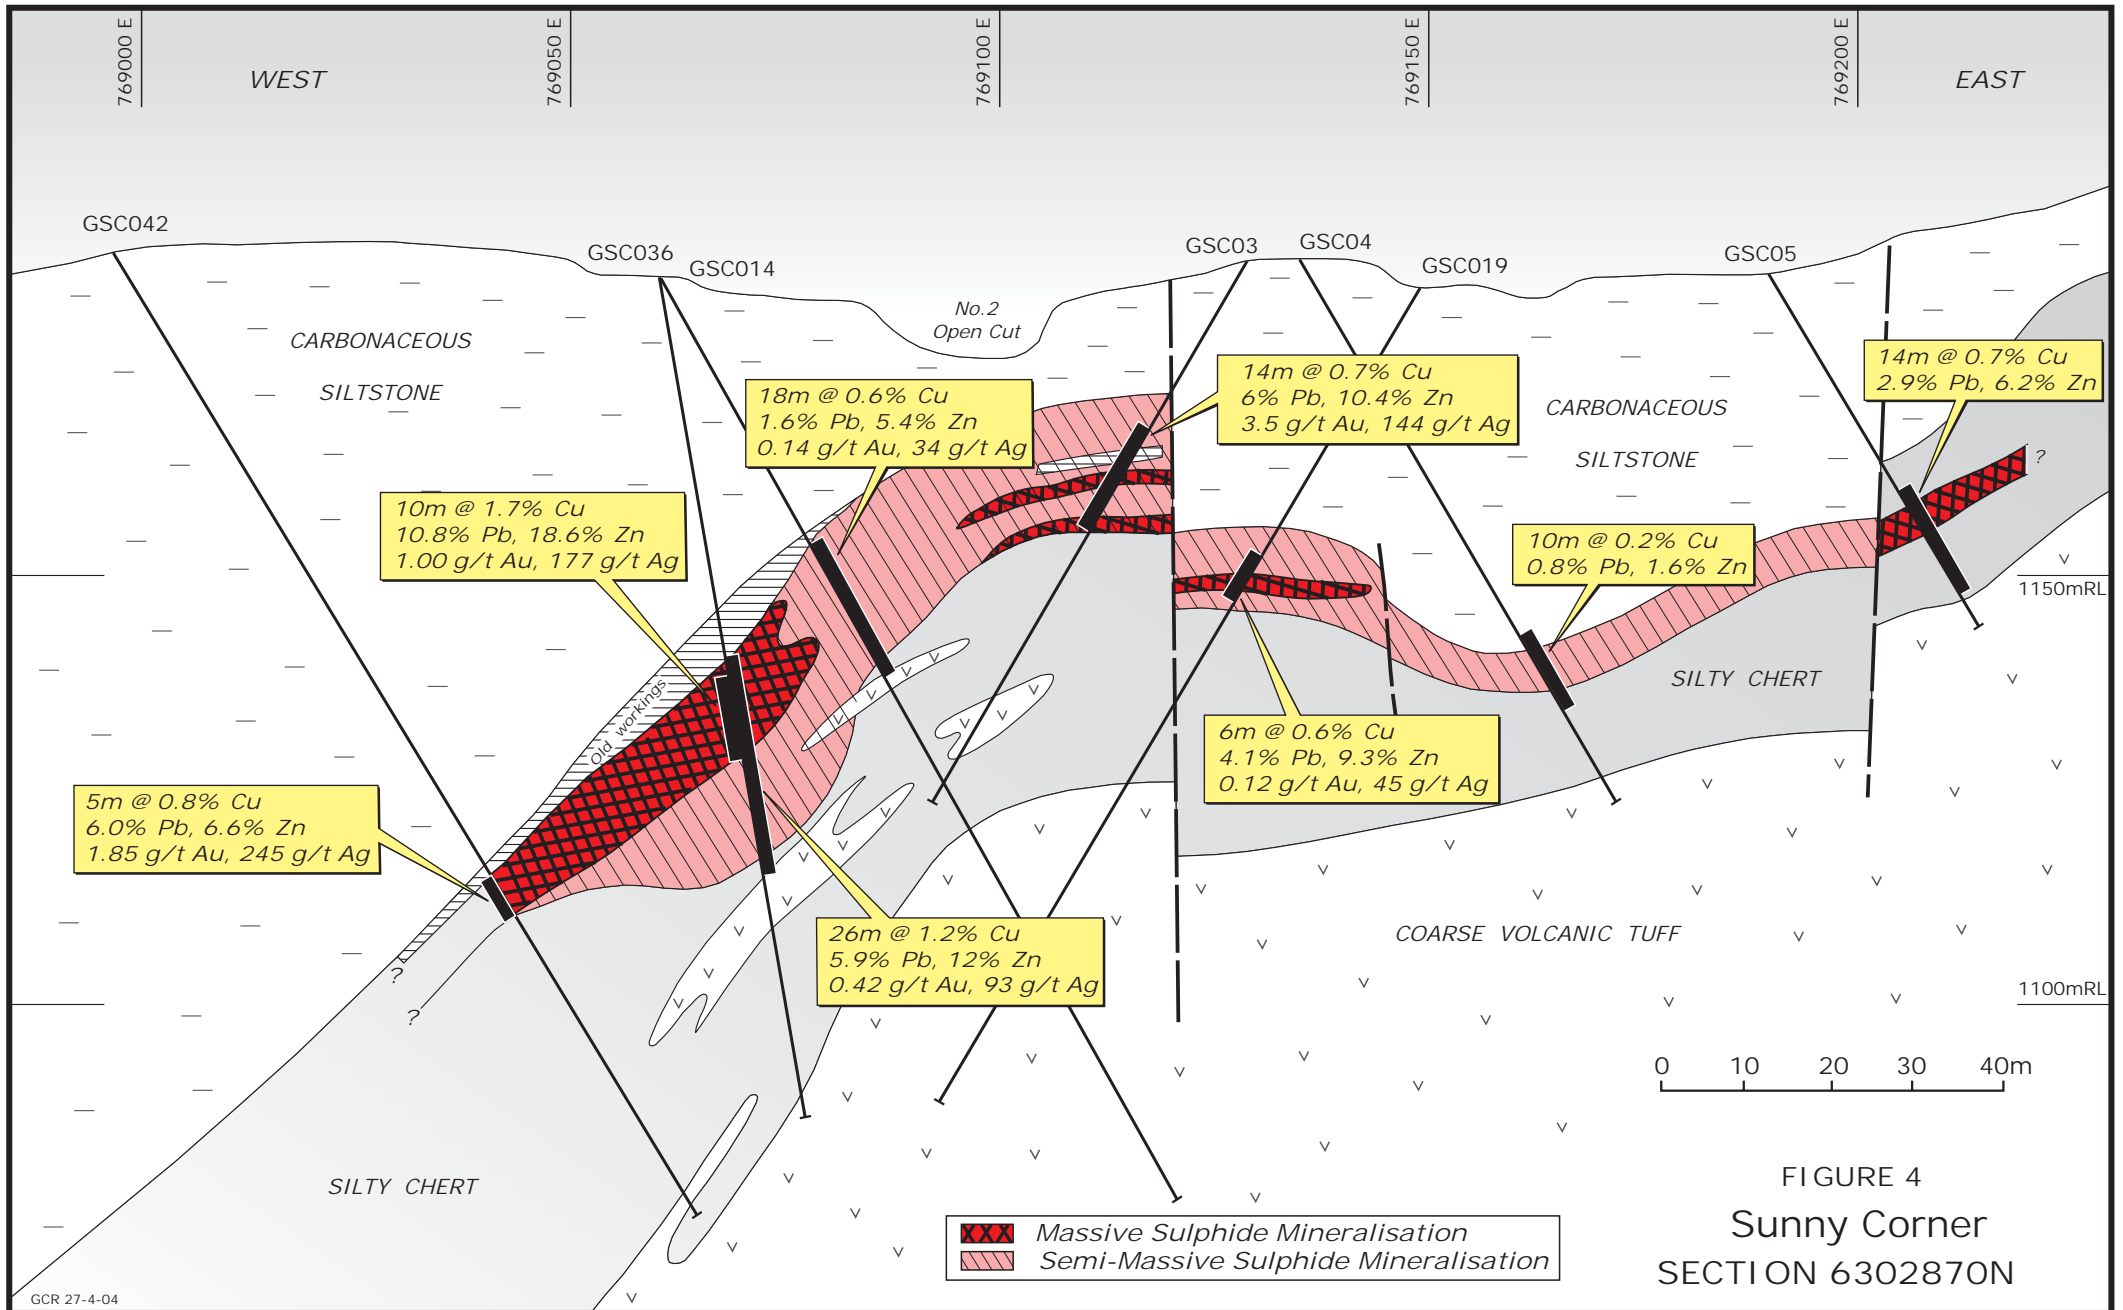 769000 E
769050 E
769100 E
769150 E
769200 E
WEST
EAST
GSC042
GSC036
GSC014
GSC03
GSC04
GSC019
GSC05
No.2
Open Cut
CARBONACEOUS
SILTSTONE
CARBONACEOUS
SILTSTONE
18m @ 0.6% Cu
1.6% Pb, 5.4% Zn
0.14 g/t Au, 34 g/t Ag
14m @ 0.7% Cu
6% Pb, 10.4% Zn
3.5 g/t Au, 144 g/t Ag
14m @ 0.7% Cu
2.9% Pb, 6.2% Zn
?
10m @ 1.7% Cu
10.8% Pb, 18.6% Zn
1.00 g/t Au, 177 g/t Ag
10m @ 0.2% Cu
0.8% Pb, 1.6% Zn
1150mRL
Old workings
SILTY CHERT
6m @ 0.6% Cu
4.1% Pb, 9.3% Zn
0.12 g/t Au, 45 g/t Ag
5m @ 0.8% Cu
6.0% Pb, 6.6% Zn
1.85 g/t Au, 245 g/t Ag
26m @ 1.2% Cu
5.9% Pb, 12% Zn
0.42 g/t Au, 93 g/t Ag
COARSE VOLCANIC TUFF
?
?
1100mRL
0 10 20 30 40m
SILTY CHERT
Massive Sulphide Mineralisation
Semi-Massive Sulphide Mineralisation
FIGURE 4
Sunny Corner
SECTION 6302870N
GCR 27-4-04